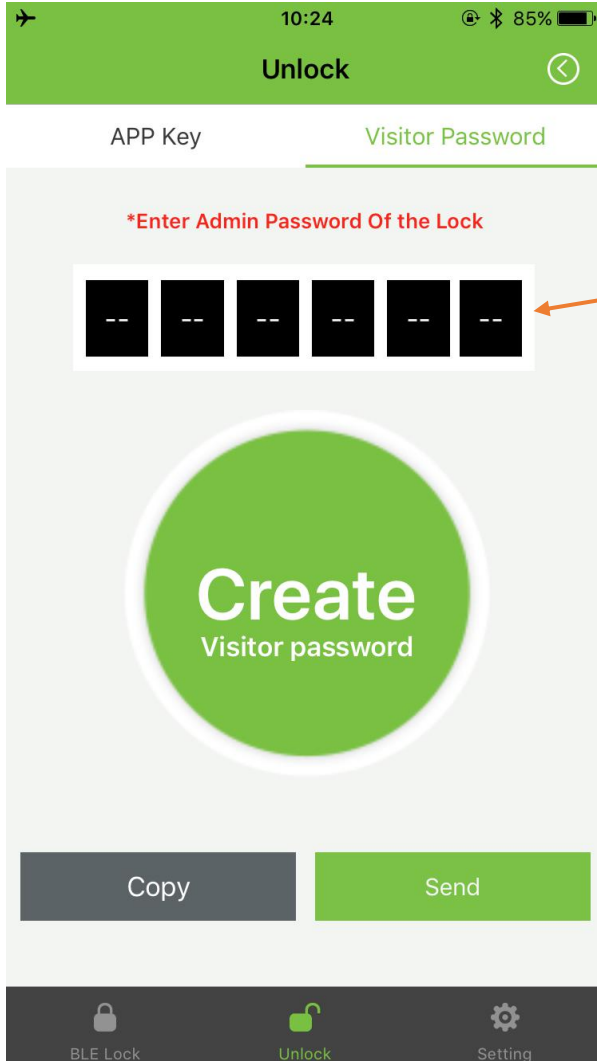 10:24 85%
Unlock
APP Key Visitor Password
*Enter Admin Password Of the Lock
-- -- -- -- -- --
Create
Visitor password
Copy Send
BLE Lock Unlock Setting